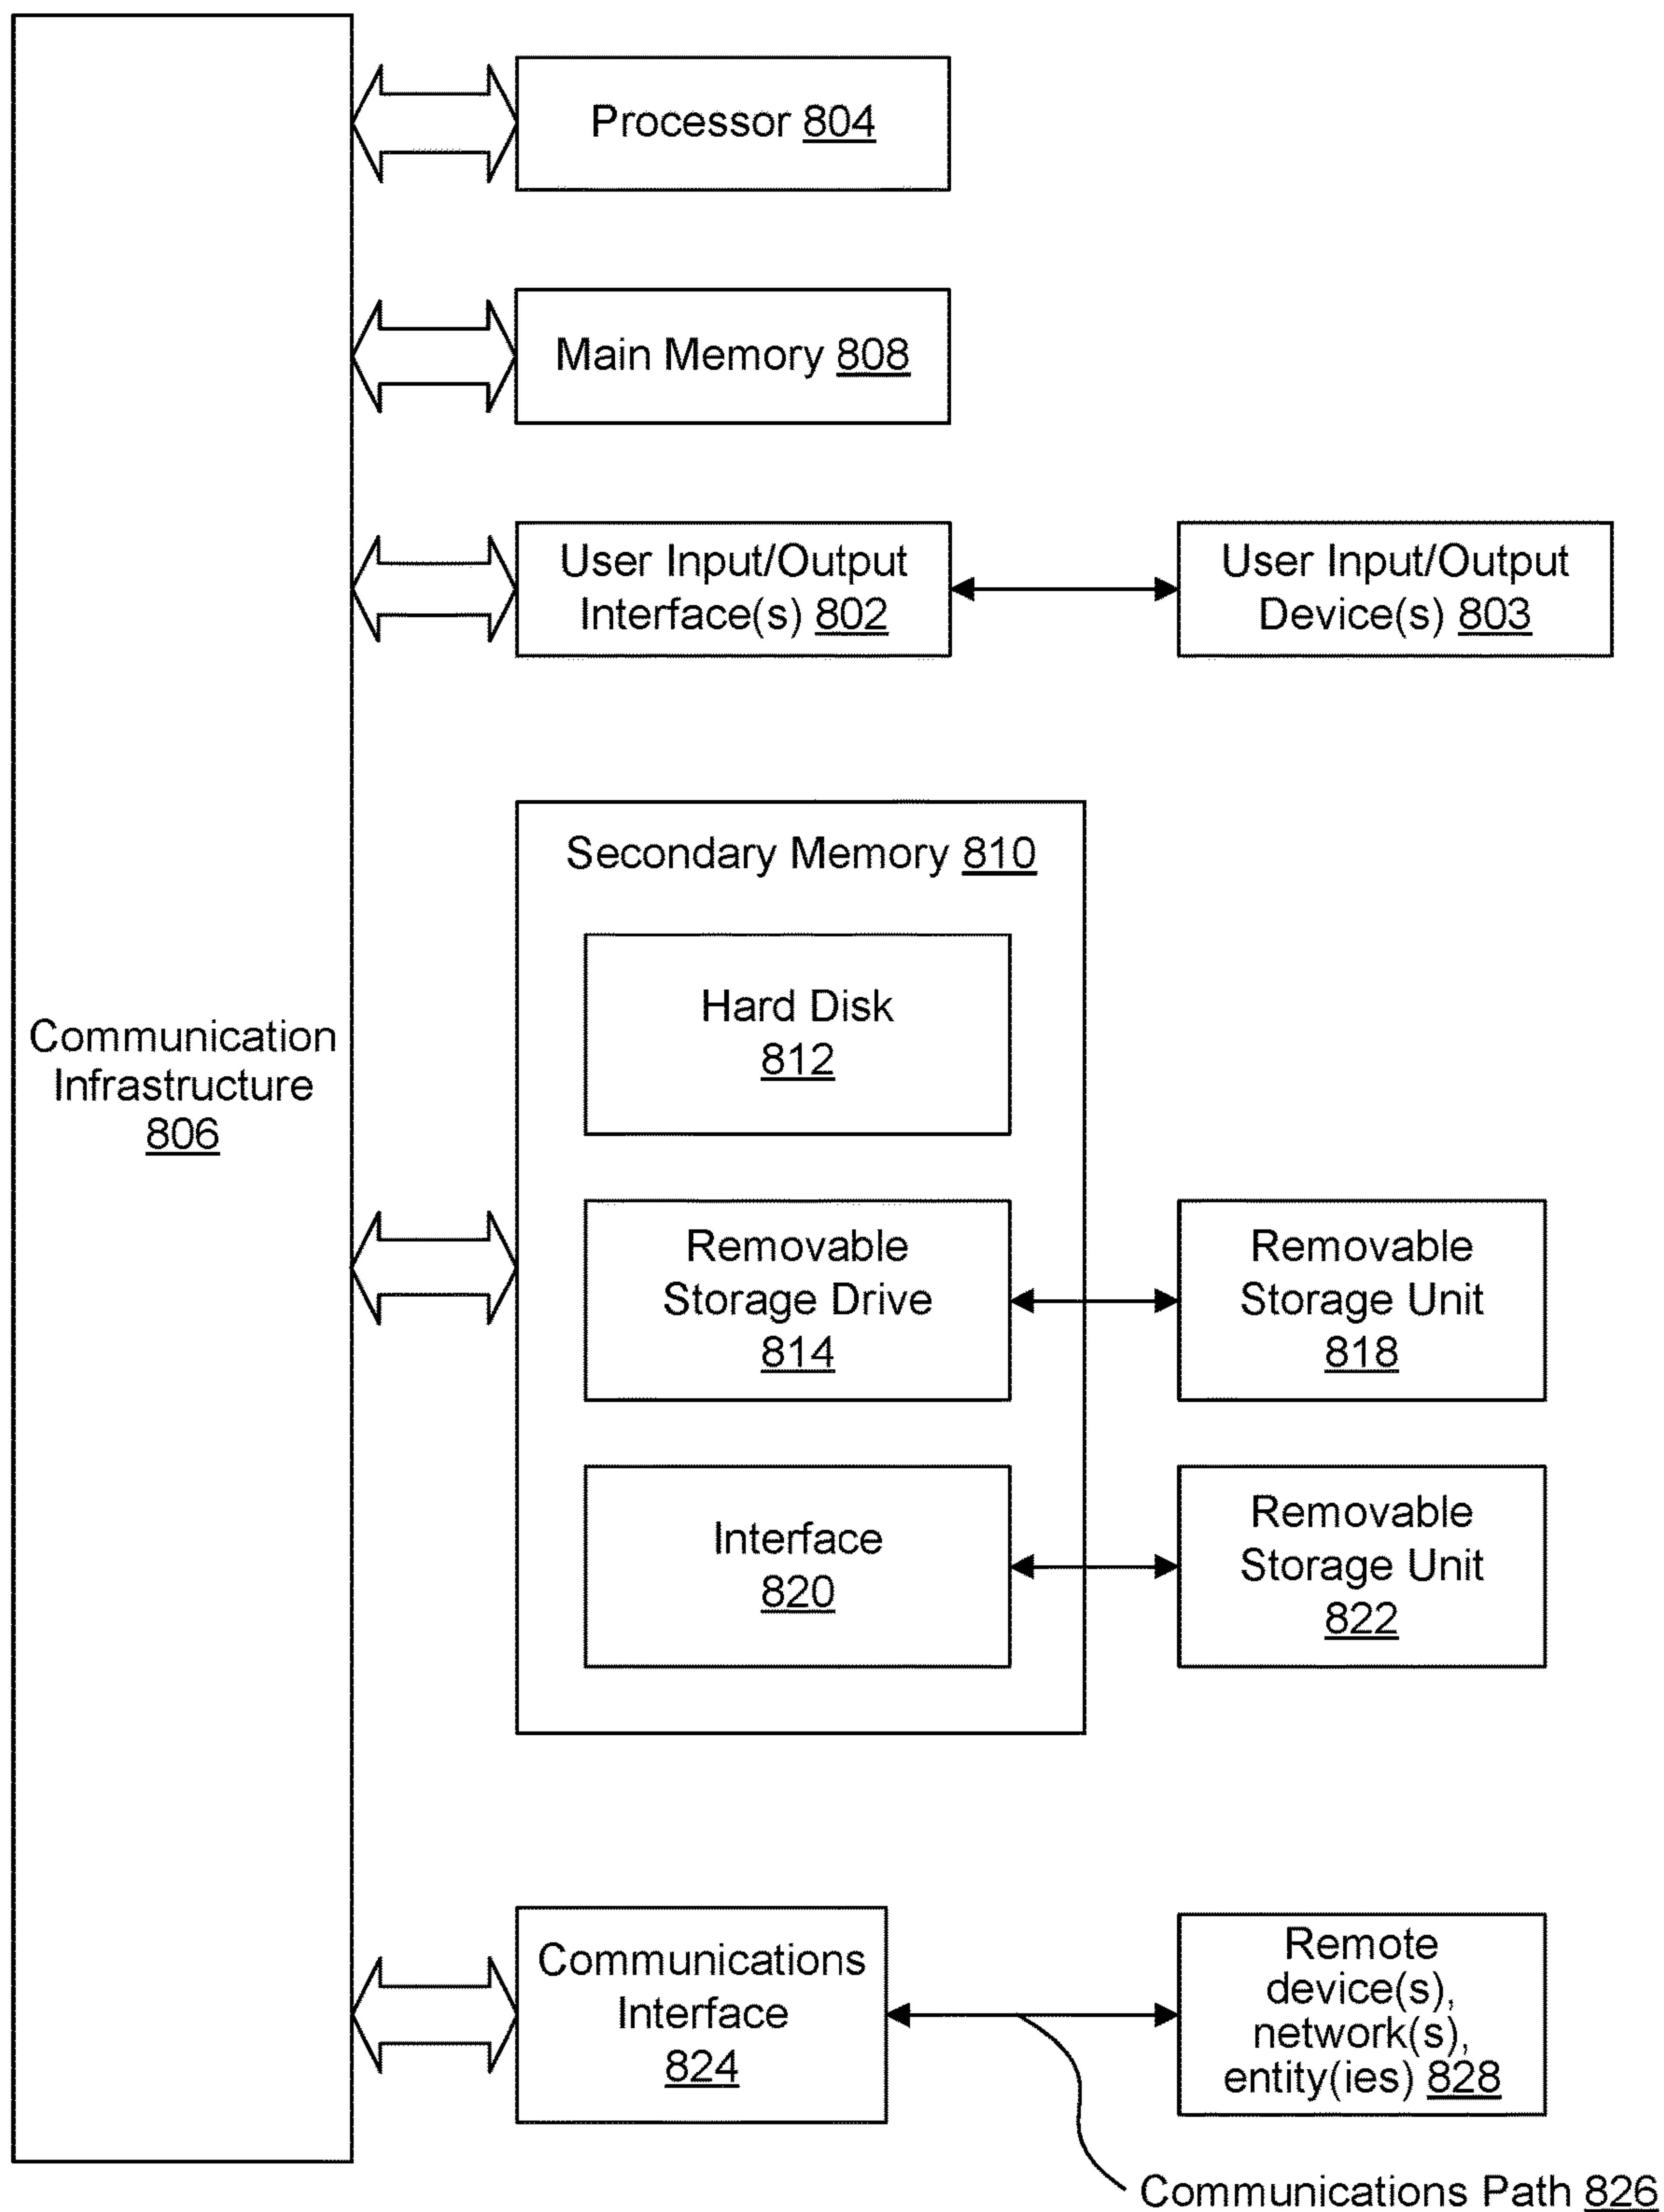 Processor 804
Main Memory 808
User Input/Output
Interface(s) 802
User Input/Output
Device(s) 803
Secondary Memory 810
Hard Disk
812
Communication
Infrastructure
806
Removable
Storage Drive
814
Removable
Storage Unit
818
Interface
820
Removable
Storage Unit
822
Communications
Interface
824
Remote
device(s),
network(s),
entity(ies) 828
Communications Path 826